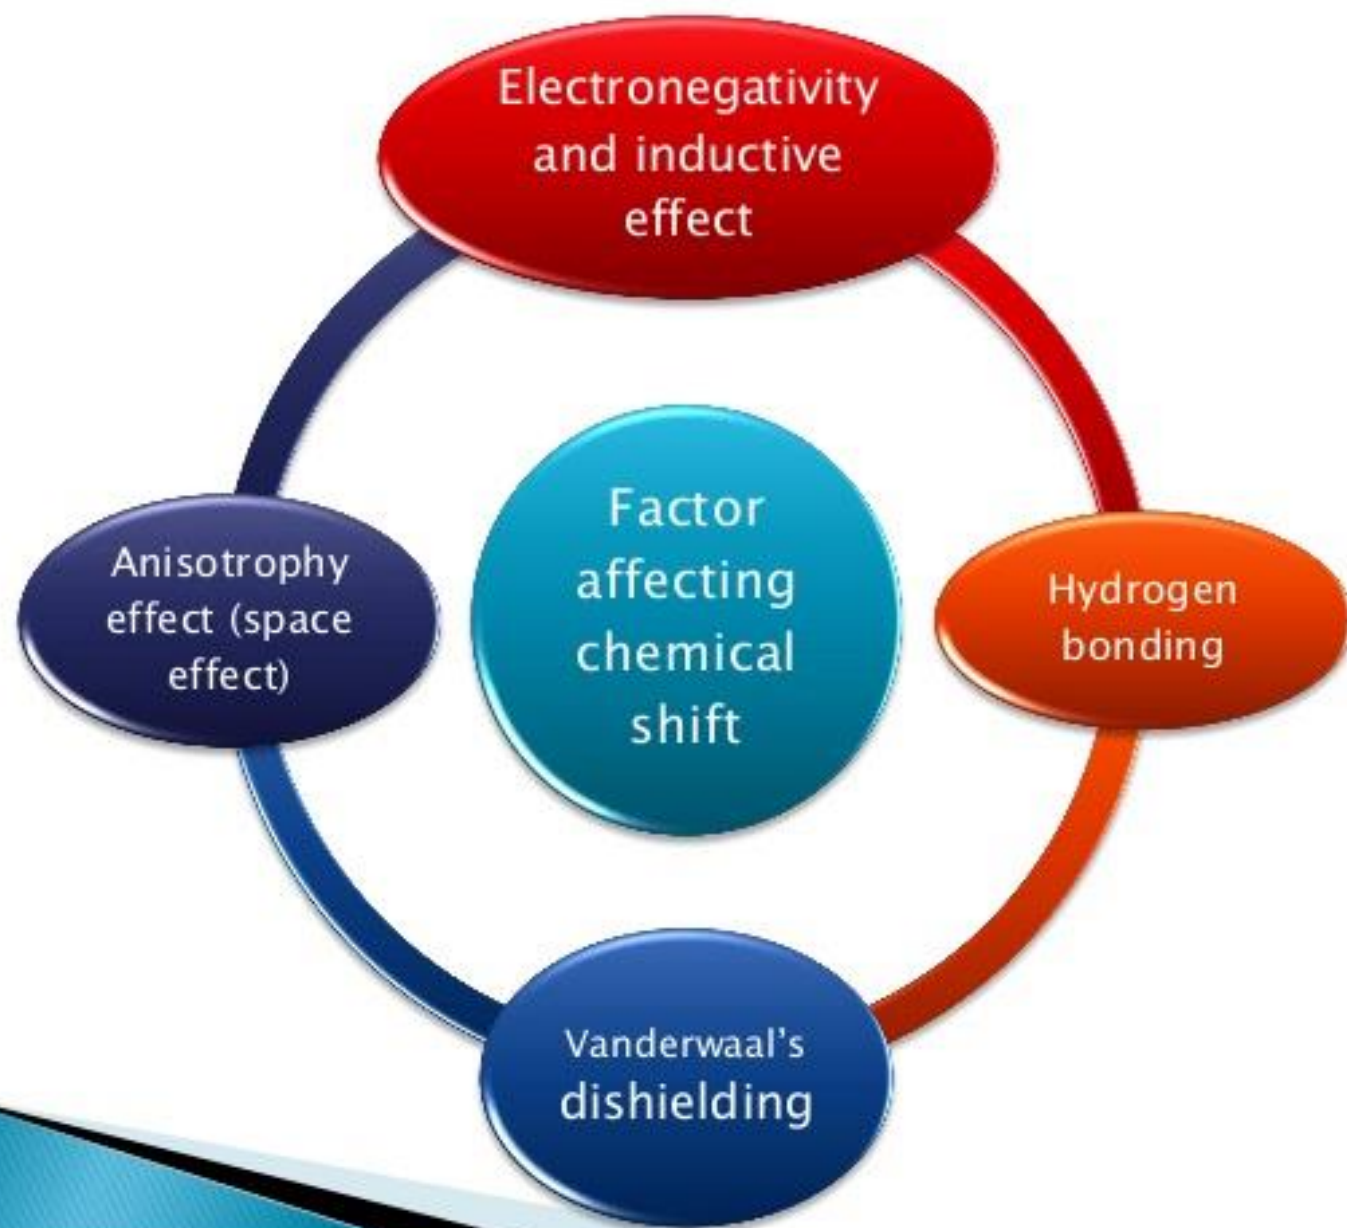 Electronegativity
and inductive
effect
Anisotrophy
effect (space
effect)
Factor
affecting
chemical
shift
Hydrogen
bonding
Vanderwaal’s
dishielding